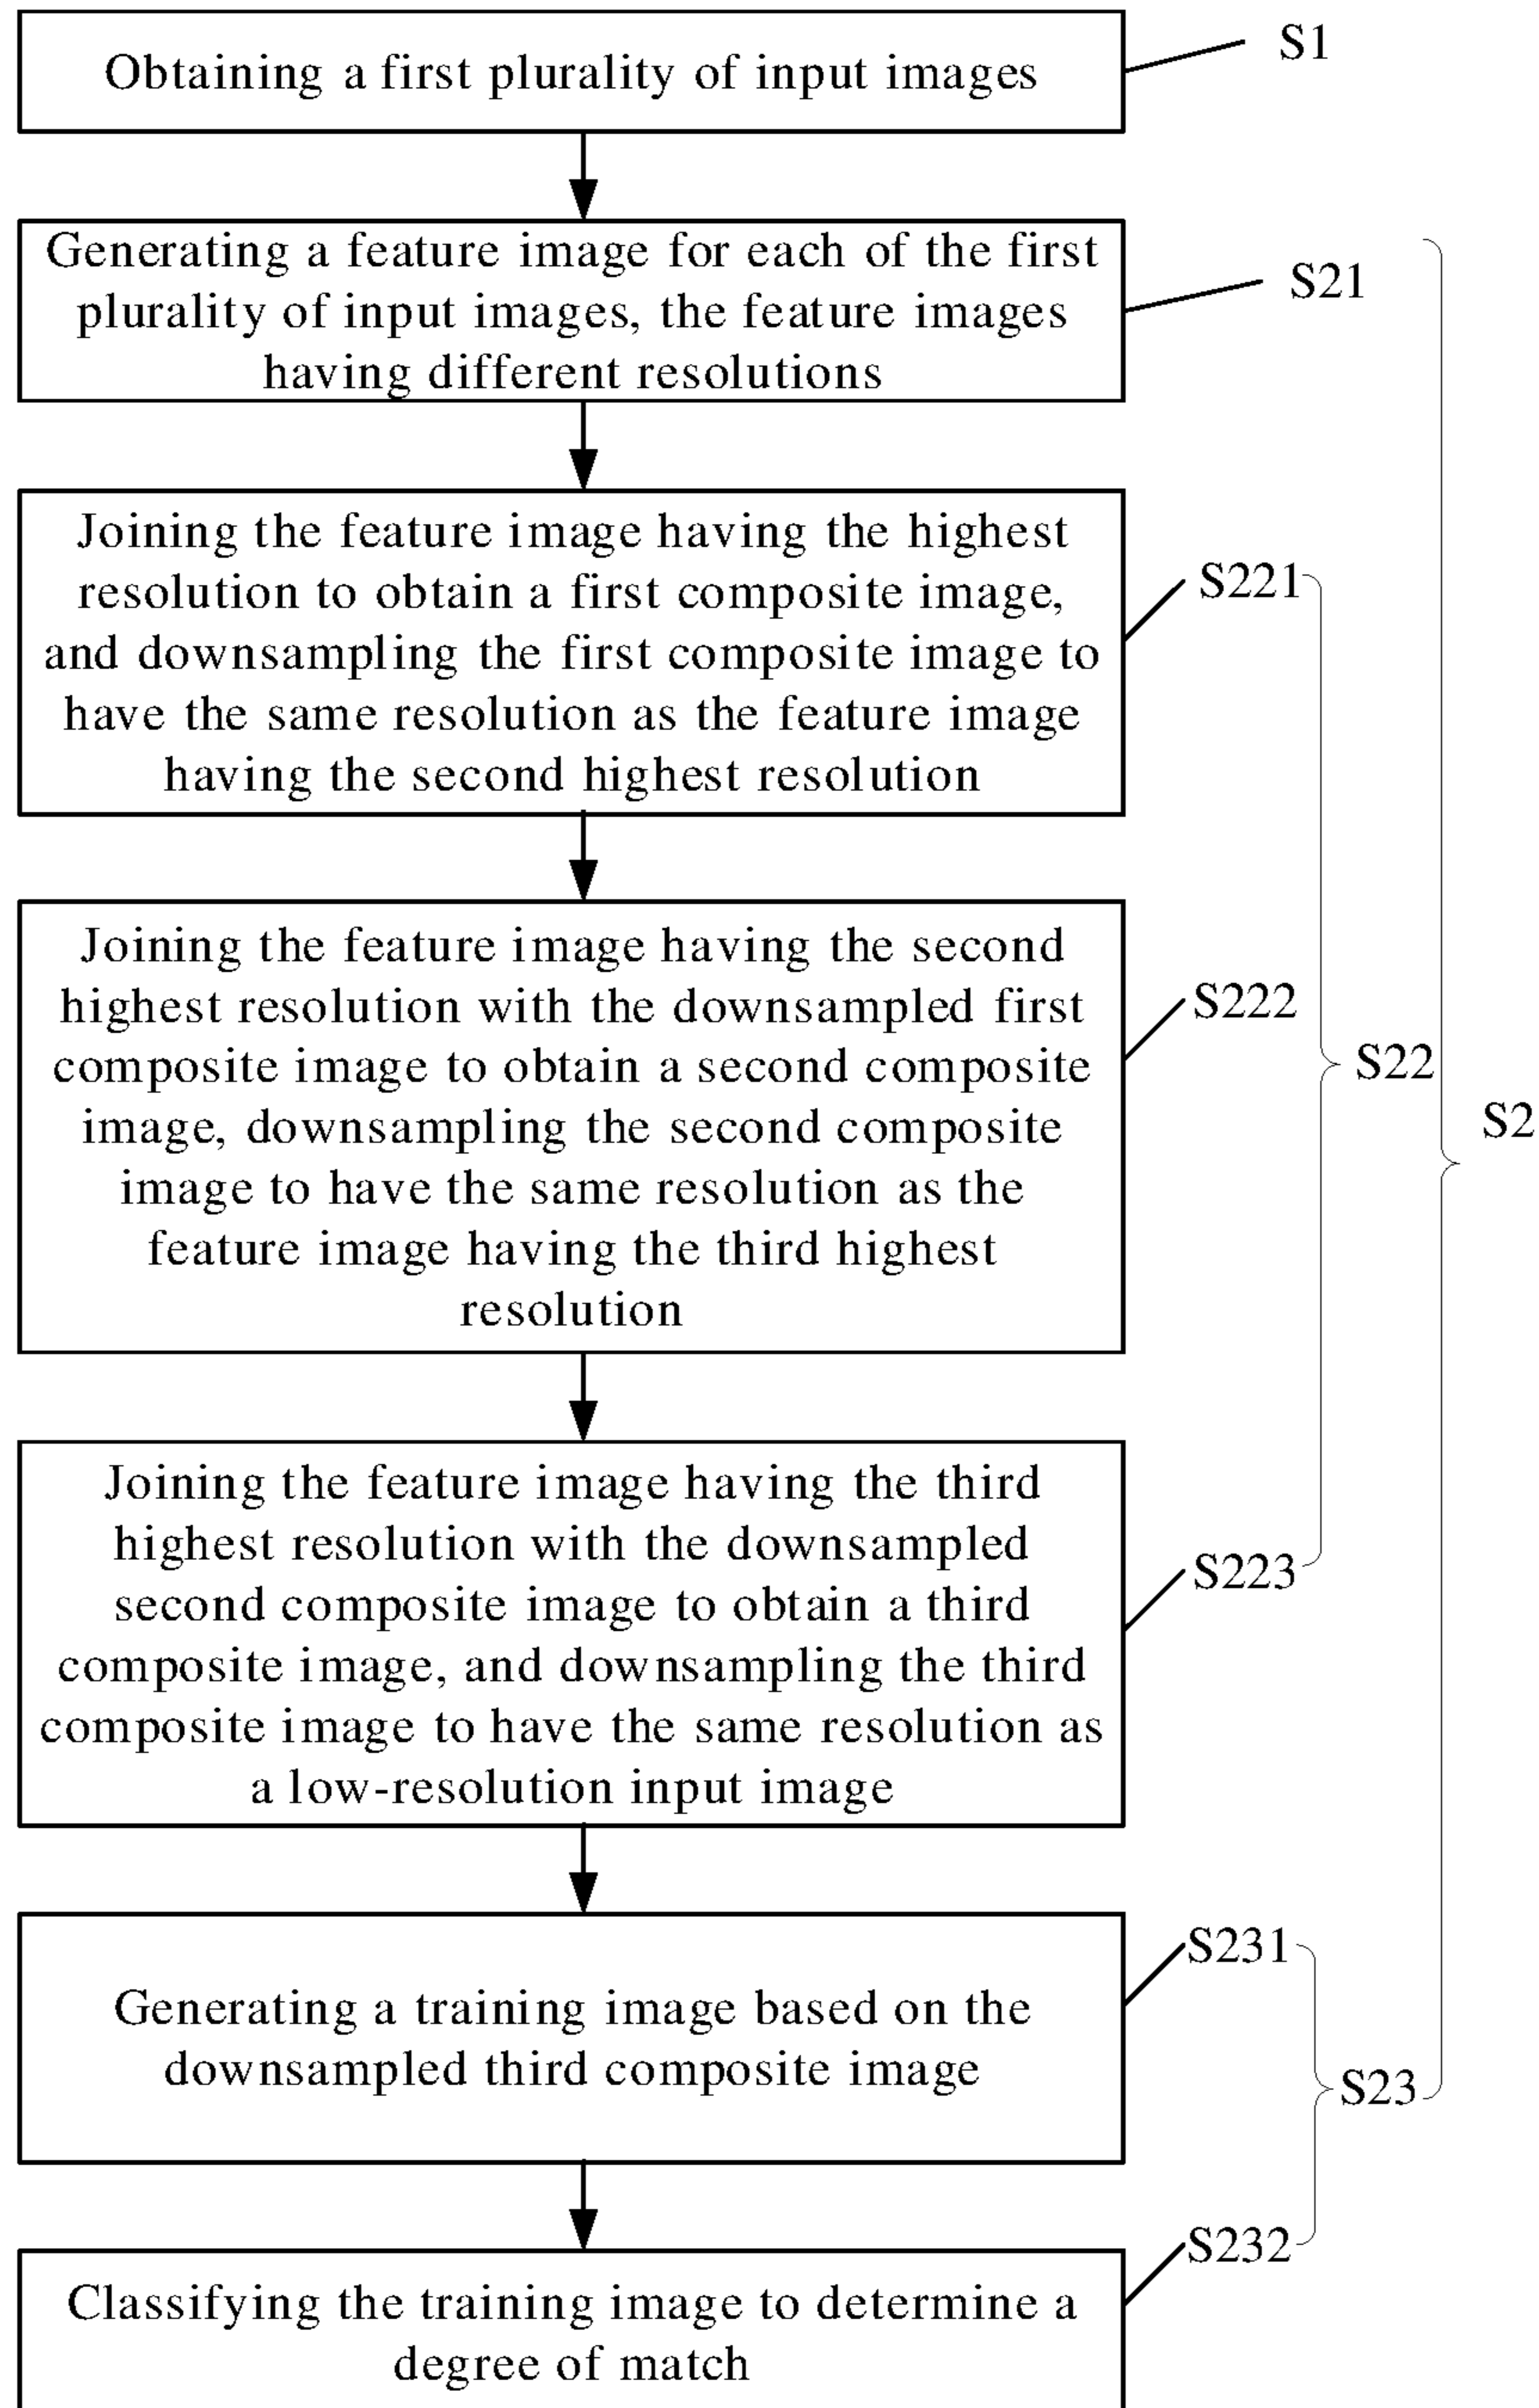 Obtaining a first plurality of input images
S1
Generating a feature image for each of the first
plurality of input images, the feature images
having different resolutions
S21
Joining the feature image having the highest
resolution to obtain a first composite image,
and downsampling the first composite image to
have the same resolution as the feature image
having the second highest resolution
S221
Joining the feature image having the second
highest resolution with the downsampled first
composite image to obtain a second composite
image, downsampling the second composite
image to have the same resolution as the
feature image having the third highest
resolution
S222
S22
S2
Joining the feature image having the third
highest resolution with the downsampled
second composite image to obtain a third
composite image, and downsampling the third
composite image to have the same resolution as
a low-resolution input image
S223
Generating a training image based on the
downsampled third composite image
S231
S23
Classifying the training image to determine a
degree of match
S232